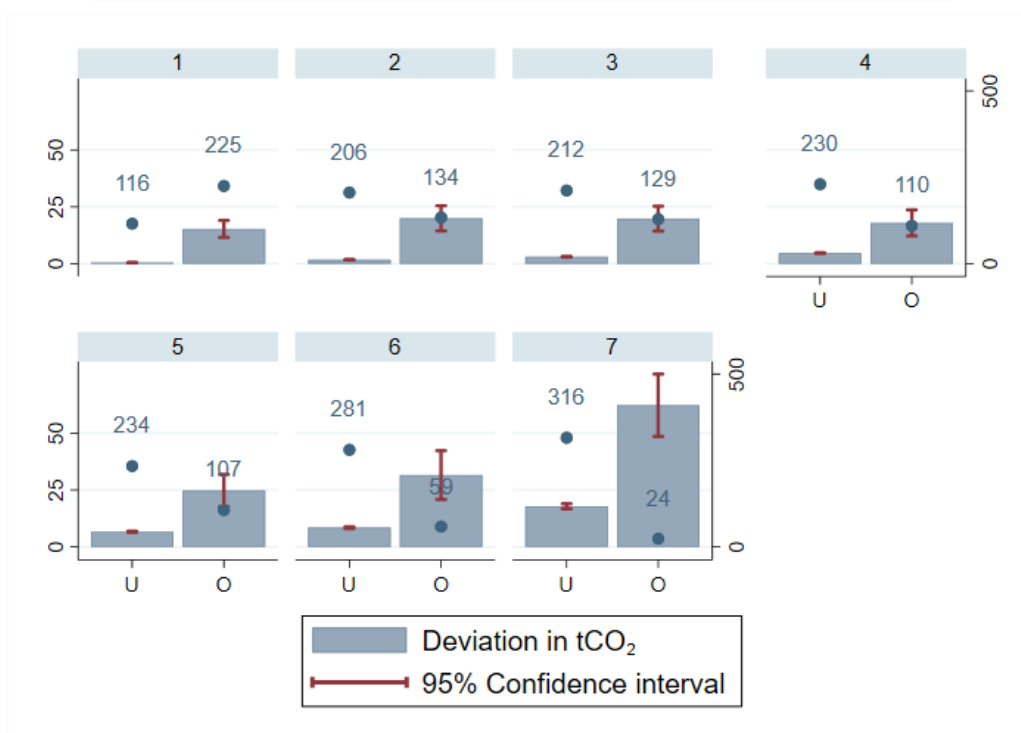 1 2 3 4
500
230
225
206 212
50
116 134 129 110
25
0 0
U O
5 6 7
500
316
281
234
50
107
59 24
25
0 0
U O U O U O
Deviation in tCO₂
95% Confidence interval